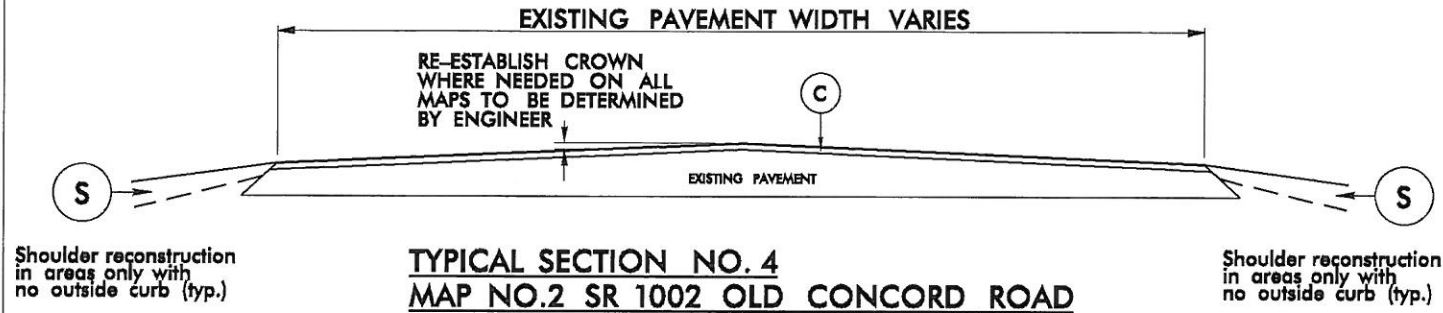 EXISTING PAVEMENT WIDTH VARIES
RE-ESTABLISH CROWN
WHERE NEEDED ON ALL
MAPS TO BE DETERMINED
BY ENGINEER
C
EXISTING PAVEMENT
S
S
Shoulder reconstruction
in areas only with
no outside curb (typ.)
TYPICAL SECTION NO. 4
MAP NO.2 SR 1002 OLD CONCORD ROAD
Shoulder reconstruction
in areas only with
no outside curb (typ.)